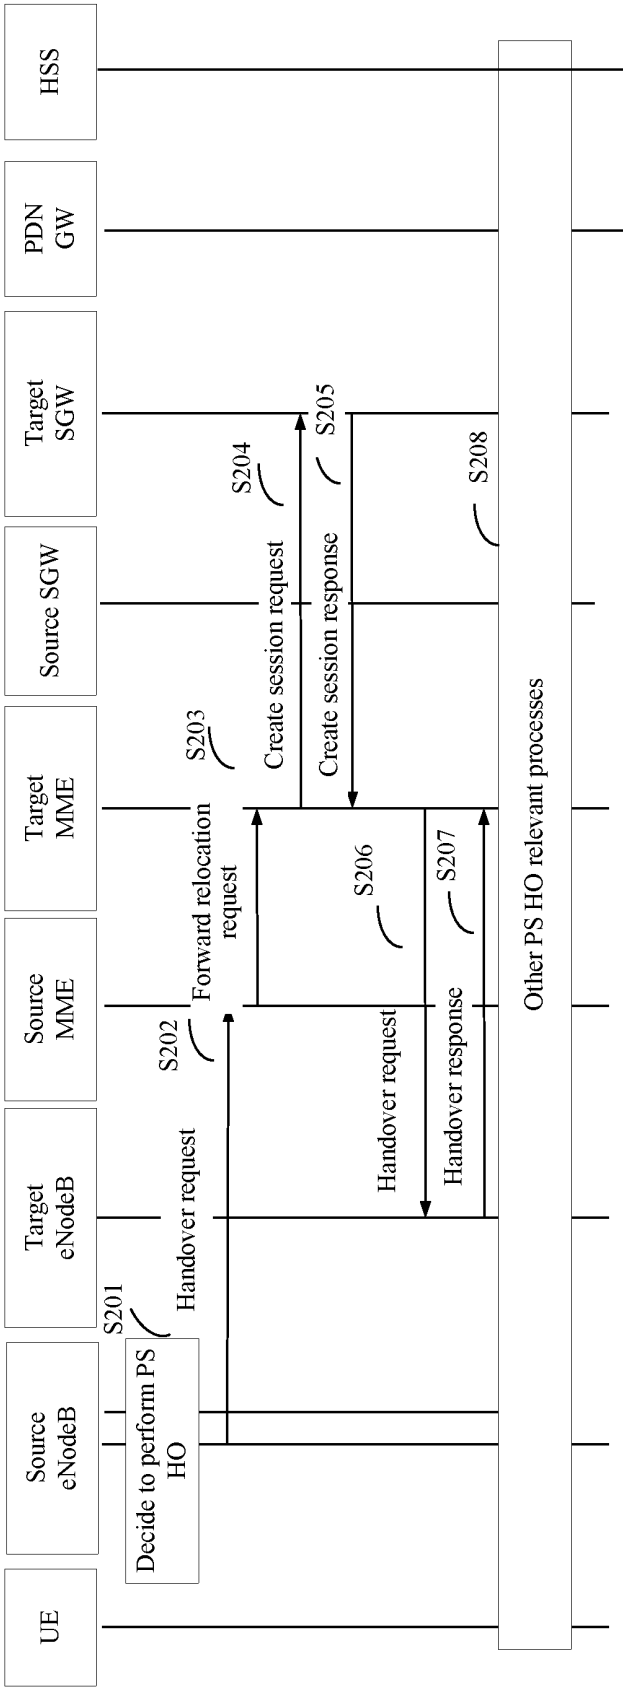 UE
Source
eNodeB
Target
eNodeB
Source
MME
Target
MME
Source SGW
Target
SGW
PDN
GW
HSS
S201
Decide to perform PS
HO
Handover request
S202
Forward relocation
request
S203
Create session request
S204
Create session response
S205
Handover request
S206
Handover response
S207
S208
Other PS HO relevant processes